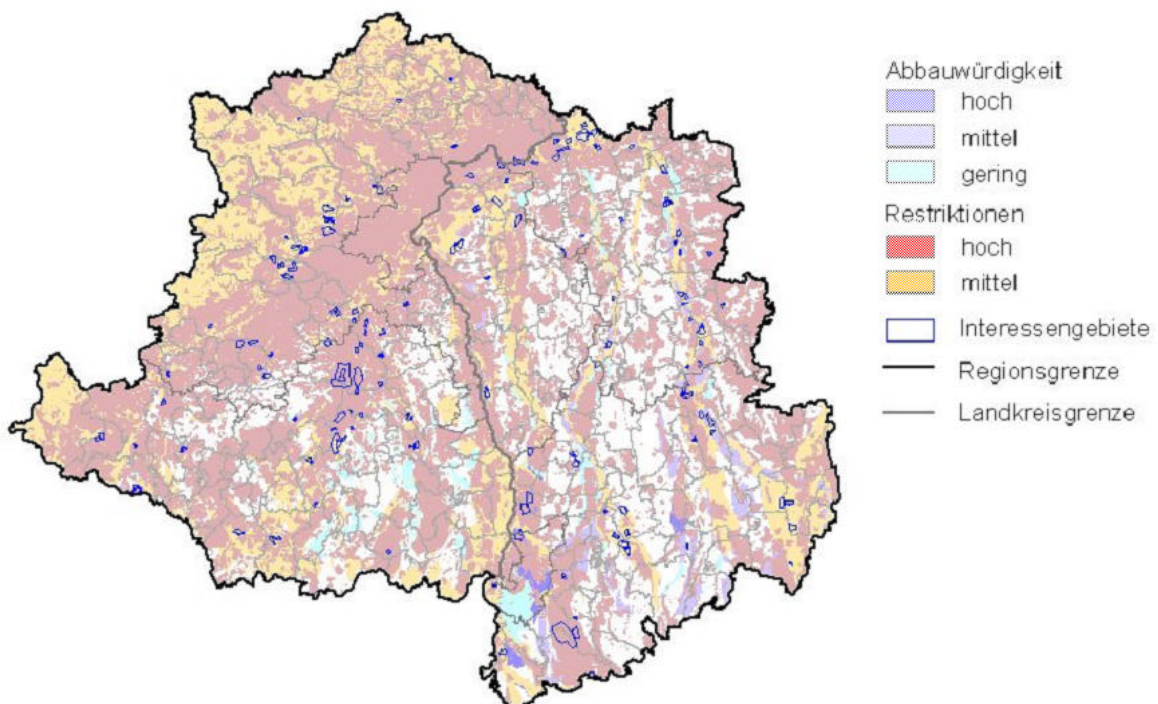 Abbauwürdigkeit
hoch
mittel
gering
Restriktionen
hoch
mittel
Interessengebiete
Regionsgrenze
Landkreisgrenze